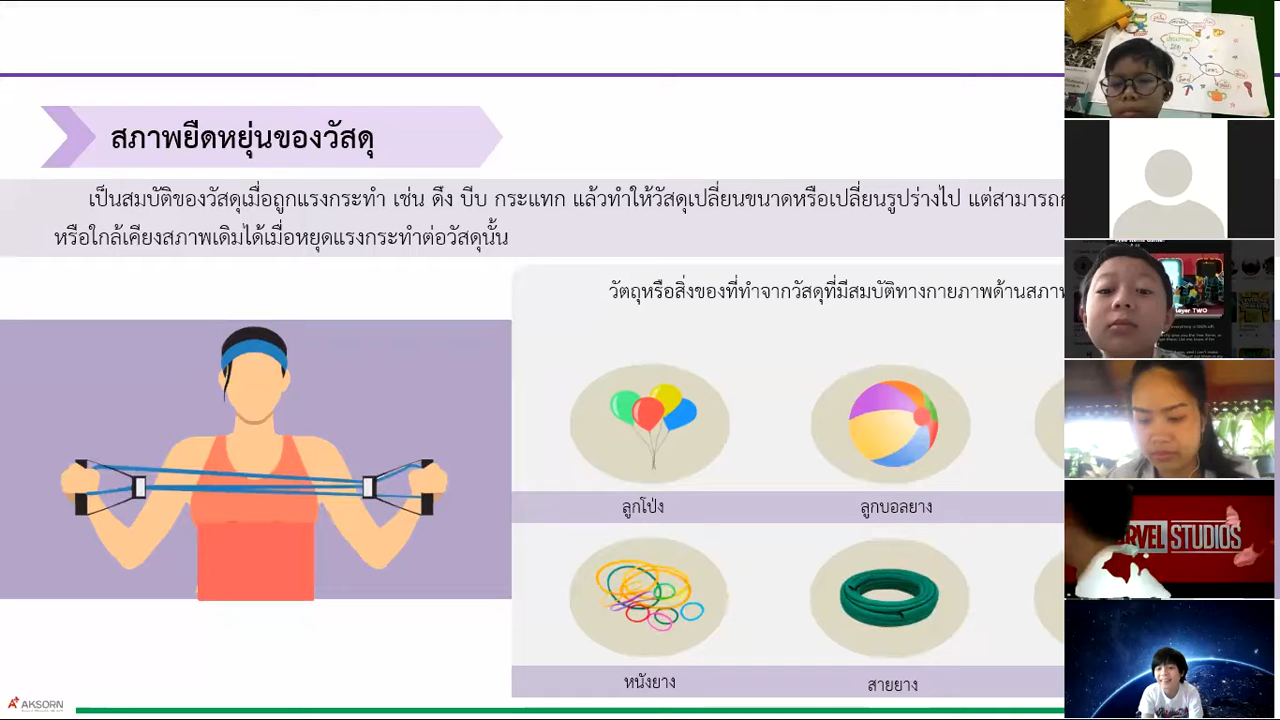 สภาพยืดหยุ่นของวัสดุ
เป็นสมบัติของวัสดุเมื่อถูกแรงกระทำ เช่น ดึง บีบ กระแทก แล้วทำให้วัสดุเปลี่ยนขนาดหรือเปลี่ยนรูปร่างไป แต่สามารถ
หรือใกล้เคียงสภาพเดิมได้เมื่อหยุดแรงกระทำต่อวัสดุนั้น
วัตถุหรือสิ่งของที่ทำจากวัสดุที่มีสมบัติทางกายภาพด้านสภาพ
ลูกโป่ง
ลูกบอลยาง
หนังยาง
สายยาง
AKSORN
layer TWO
STUDIOS